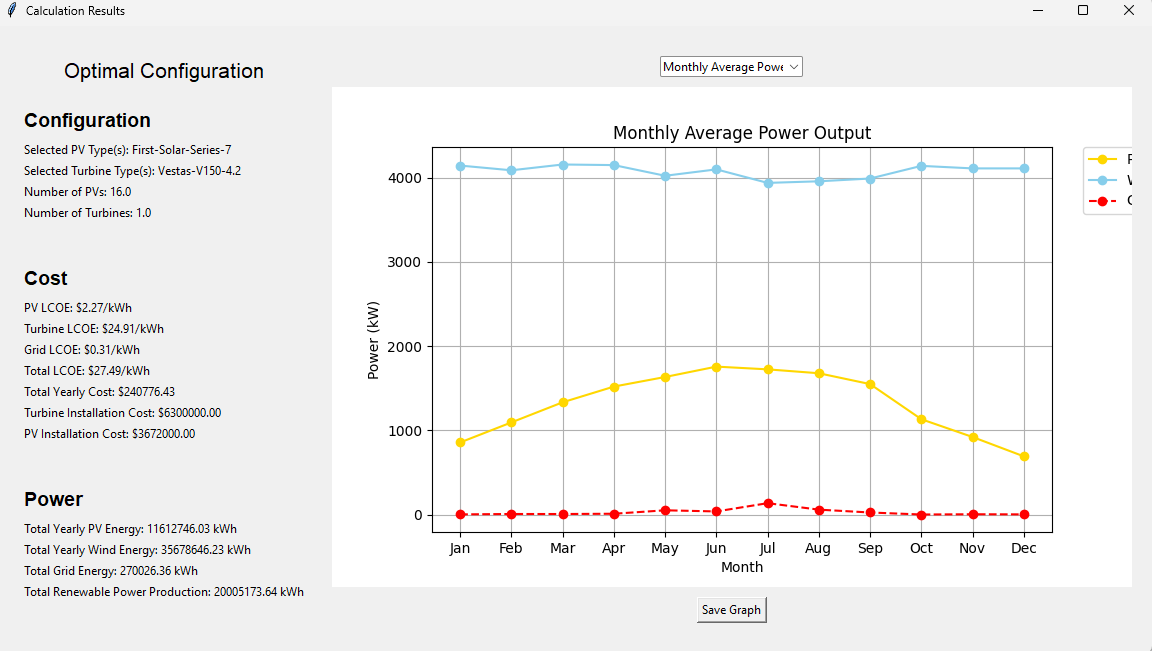 Calculation Results
Optimal Configuration
Configuration
Selected PV Type(s): First-Solar-Series-7
Selected Turbine Type(s): Vestas-V150-4.2
Number of PVs: 16.0
Number of Turbines: 1.0
Cost
PV LCOE: $2.27/kWh
Turbine LCOE: $24.91/kWh
Grid LCOE: $0.31/kWh
Total LCOE: $27.49/kWh
Total Yearly Cost: $240776.43
Turbine Installation Cost: $6300000.00
PV Installation Cost: $3672000.00
Power
Total Yearly PV Energy: 11612746.03 kWh
Total Yearly Wind Energy: 35678646.23 kWh
Total Grid Energy: 270026.36 kWh
Total Renewable Power Production: 20005173.64 kWh
Monthly Average Powe
Monthly Average Power Output
4000
3000
2000
1000
0
Power (kW)
Jan Feb Mar Apr May Jun Jul Aug Sep Oct Nov Dec
Month
Save Graph